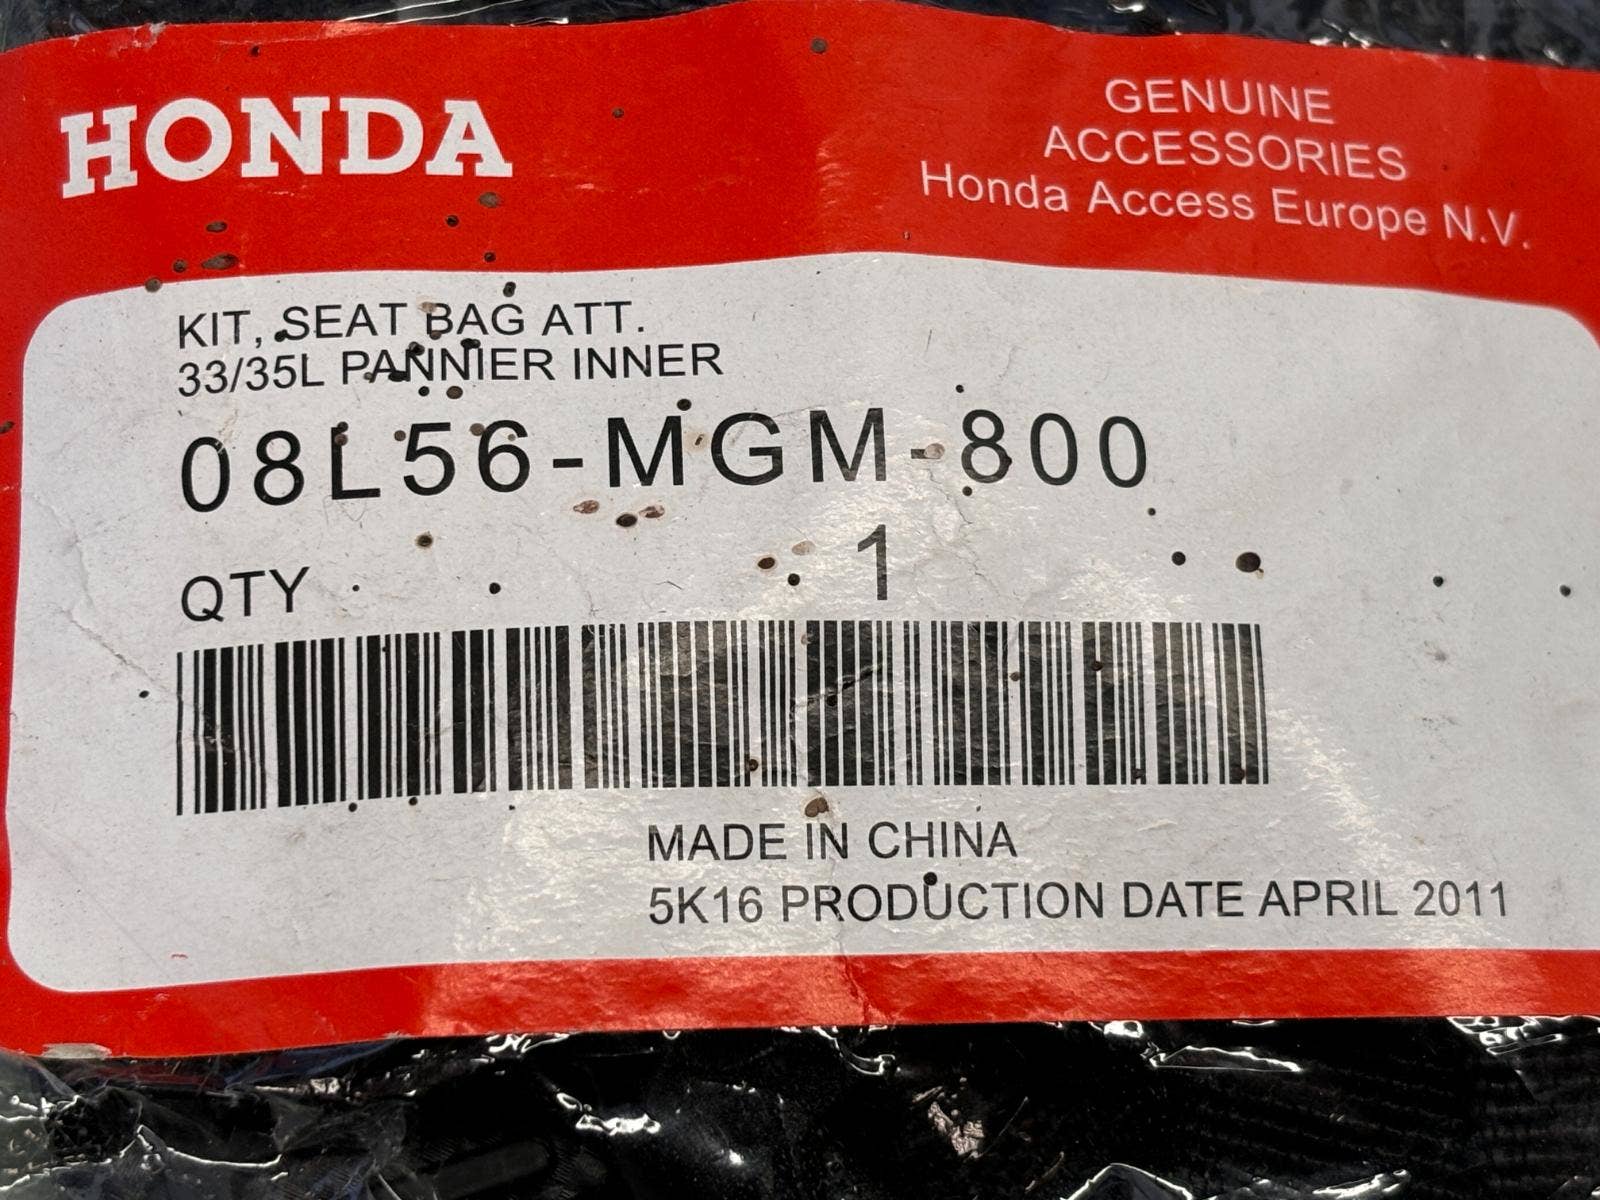 HONDA
GENUINE
ACCESSORIES
Honda Access Europe N.V.
KIT, SEAT BAG ATT.
33/35L PANNIER INNER
08L56-MGM-800
QTY 1
MADE IN CHINA
5K16 PRODUCTION DATE APRIL 2011